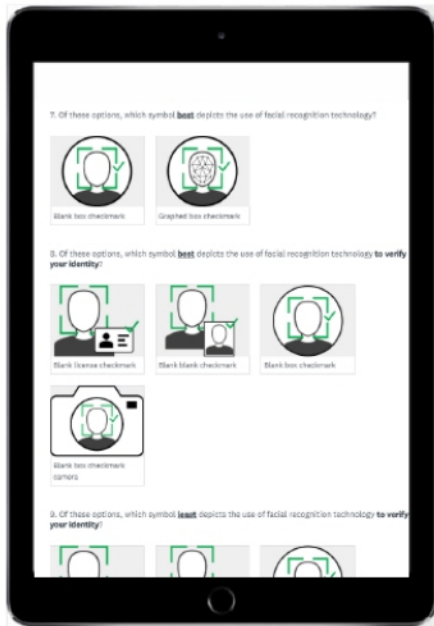 7. Of these options, which symbol best depicts the use of facial recognition technology?
Blank box checkmark
Graphed box checkmark
8. Of these options, which symbol best depicts the use of facial recognition technology to verify
your identity?
Blank license checkmark
Blank blank checkmark
Blank box checkmark
Blank box checkmark
camera
9. Of these options, which symbol least depicts the use of facial recognition technology to verify
your identity?